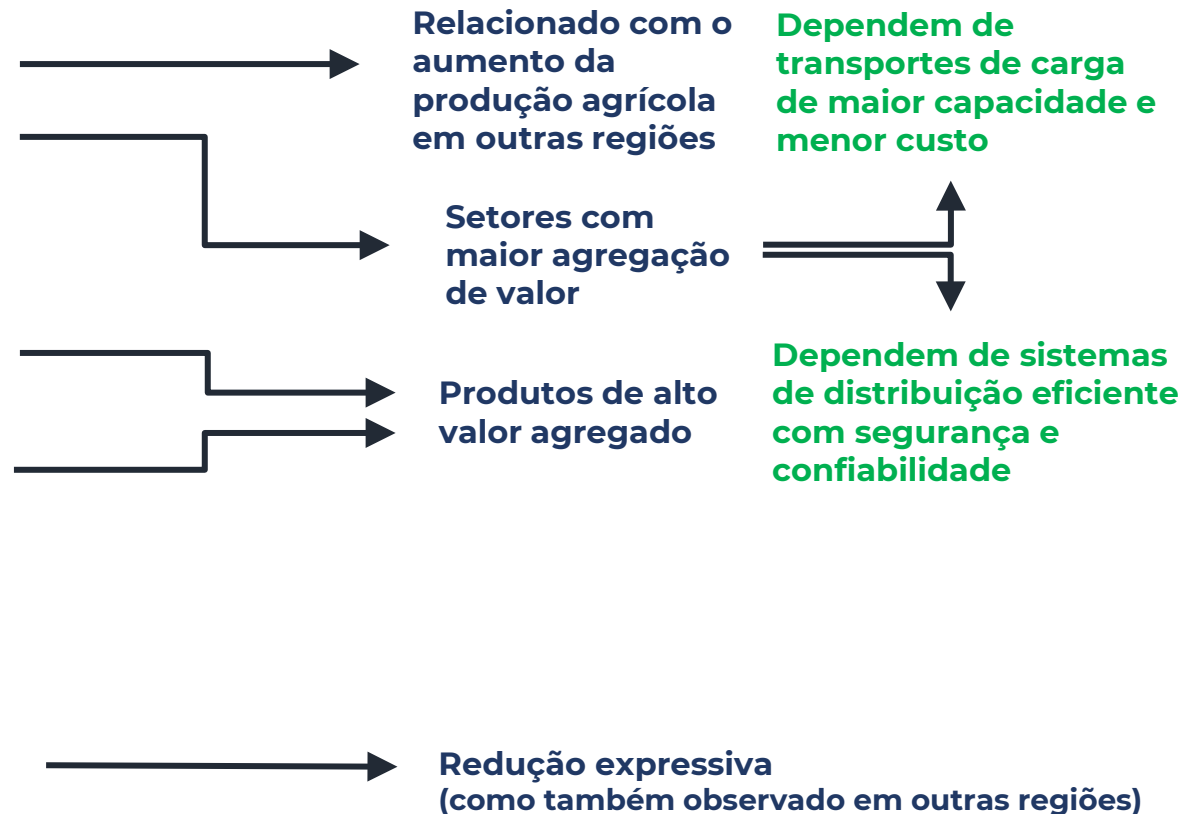 Relacionado com o
aumento da
produção agrícola
em outras regiões
Dependem de
transportes de carga
de maior capacidade e
menor custo
Setores com
maior agregação
de valor
Produtos de alto
valor agregado
Dependem de sistemas
de distribuição eficiente
com segurança e
confiabilidade
Redução expressiva
(como também observado em outras regiões)